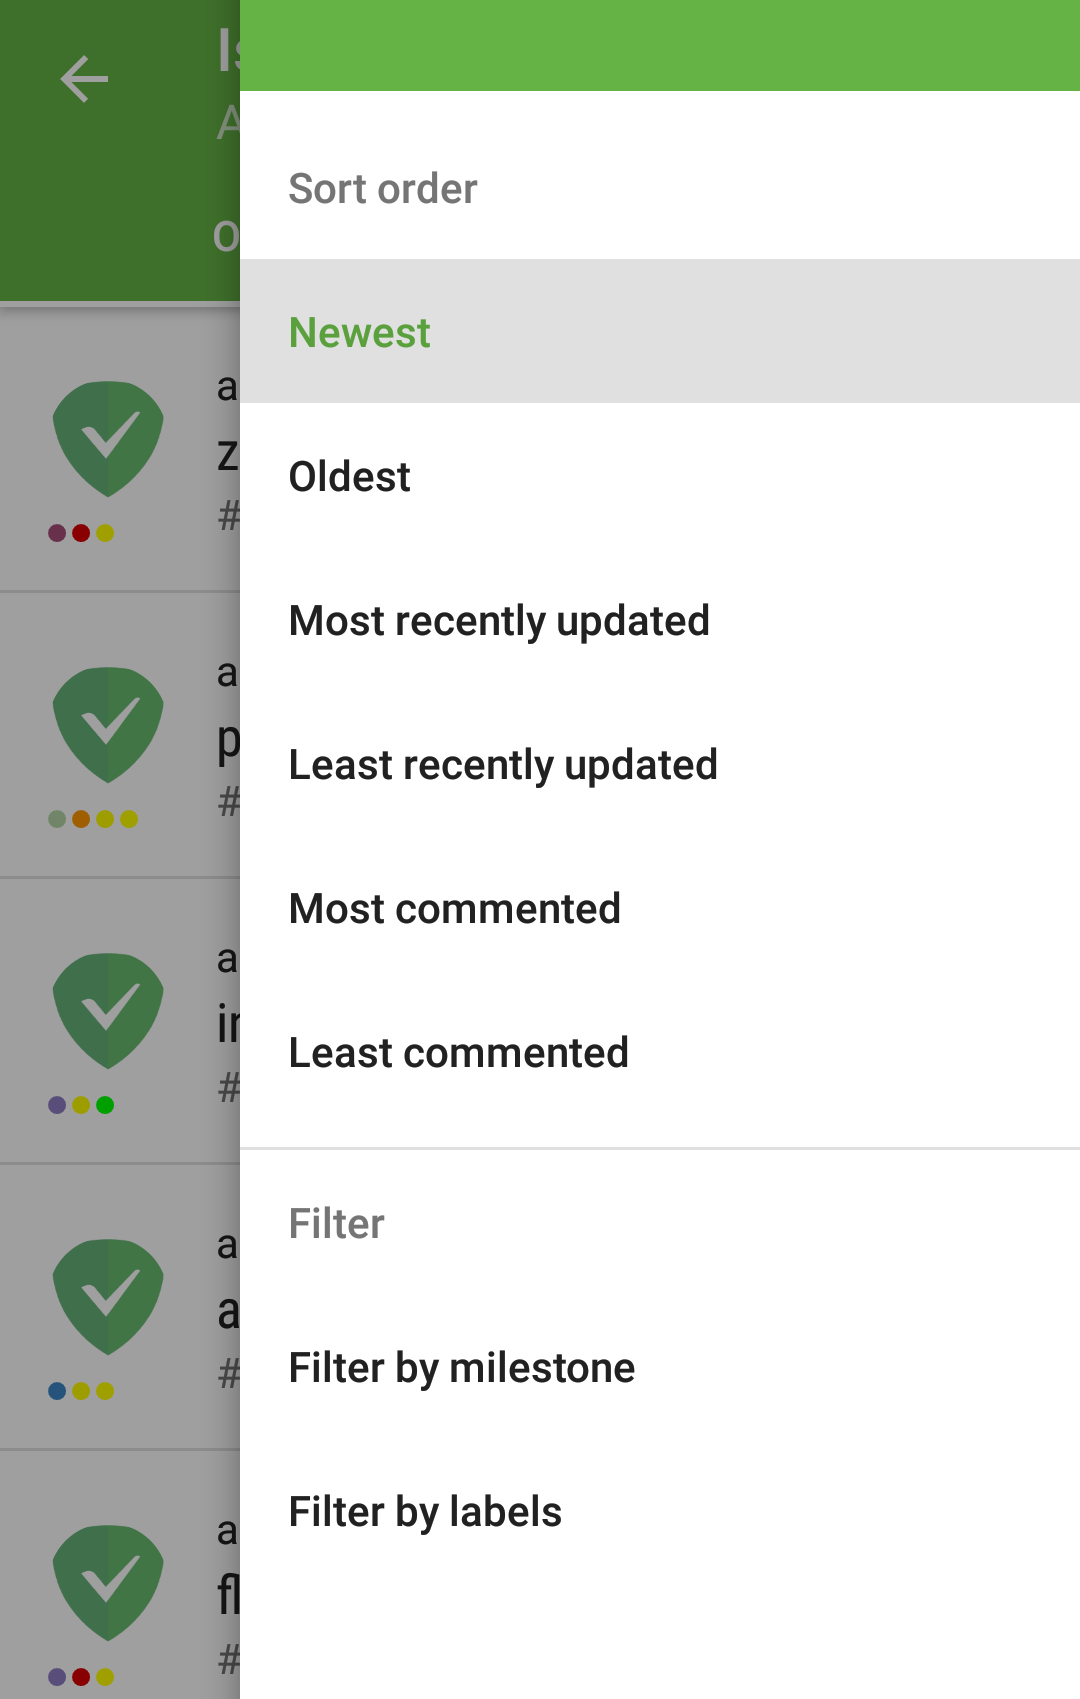 Sort order
Newest
Oldest
Most recently updated
Least recently updated
Most commented
Least commented
Filter
Filter by milestone
Filter by labels